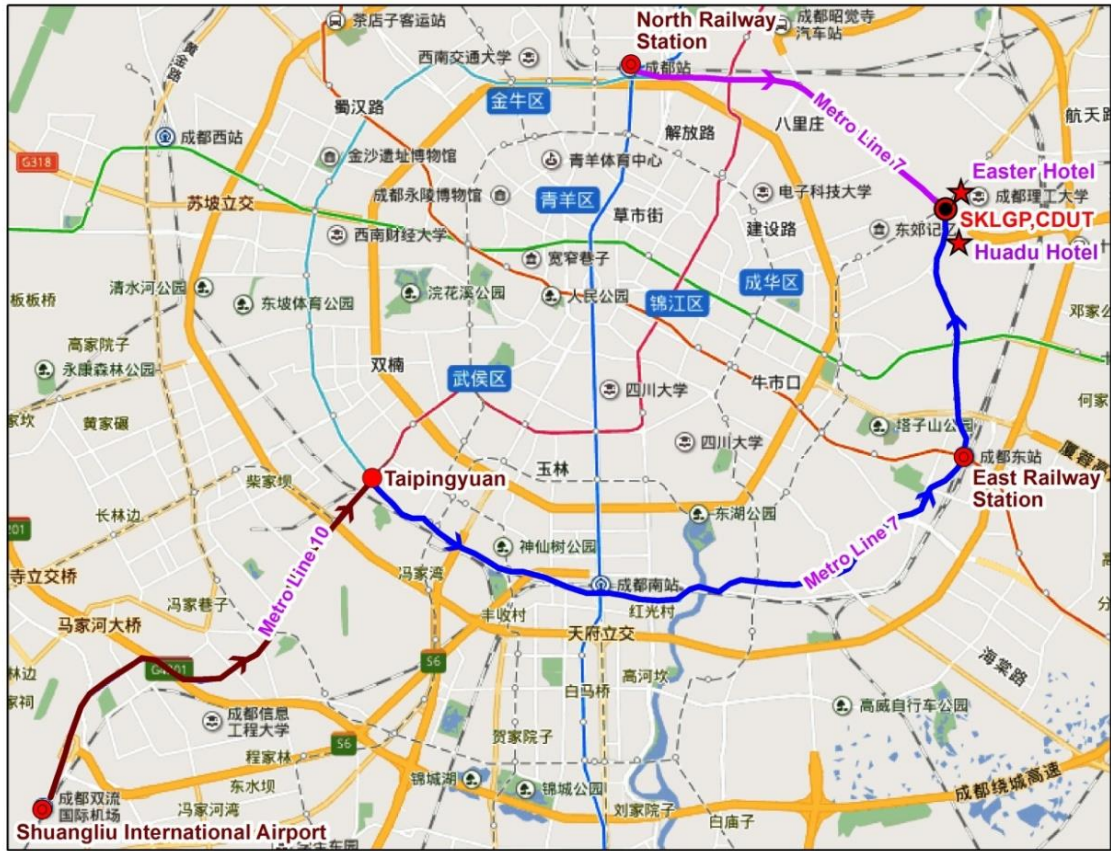 North Railway
Station
茶店子客运站
成都昭觉寺
汽车站
西南交通大学
成都站
黄金路
蜀汉路
金牛区
Metro Line 7
八里庄
航天路
解放路
成都西站
G318
金沙遗址博物馆
青羊体育中心
Easter Hotel
成都永陵博物馆
青羊区
电子科技大学
成都理工大学
苏坡立交
草市街
SKLGP,CDUT
西南财经大学
建设路
东郊记忆
Huadu Hotel
宽窄巷子
成华区
清水河公园
浣花溪公园
人民公园
锦江区
板板桥
东坡体育公园
邓家
高家院子
双楠
永康森林公园
武侯区
牛市口
四川大学
何家
家坎
黄家碾
塔子山公园
四川大学
玉林
成都东站
厦蓉高
Taipingyuan
East Railway
Station
柴家坝
长林边
东湖公园
201
Metro Line 10
神仙树公园
Metro Line 7
寺立交桥
冯家湾
成都南站
冯家巷子
丰收村
红光村
马家河大桥
天府立交
林边
G4201
S6
海棠路
高河坎
家祠
白马桥
成都信息
工程大学
高威自行车公园
贺家院子
S6
程家林
锦城湖
成都绕城高速
东水坝
锦城公园
成都双流
国际机场
冯家河湾
刘家院子
白庙子
Shuangliu International Airport